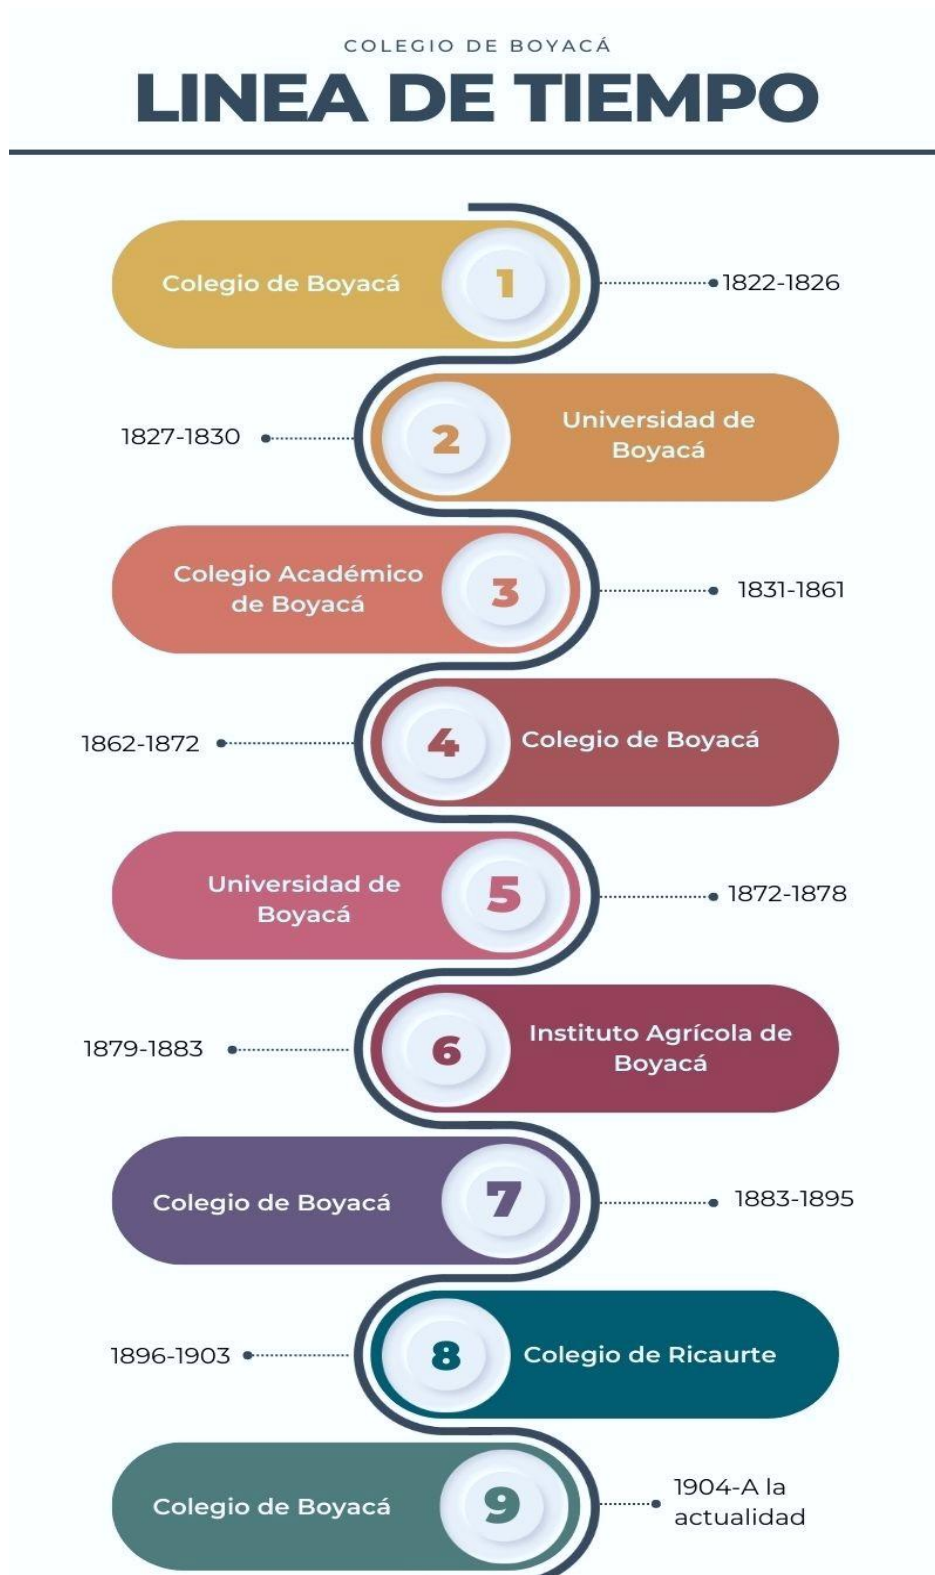 COLEGIO DE BOYACÁ
LINEA DE TIEMPO
Colegio de Boyacá
1
1822-1826
1827-1830
2
Universidad de
Boyacá
Colegio Académico
de Boyacá
3
1831-1861
1862-1872
4
Colegio de Boyacá
Universidad de
Boyacá
5
1872-1878
1879-1883
6
Instituto Agrícola de
Boyacá
Colegio de Boyacá
7
1883-1895
1896-1903
8
Colegio de Ricaurte
Colegio de Boyacá
9
1904-A la
actualidad